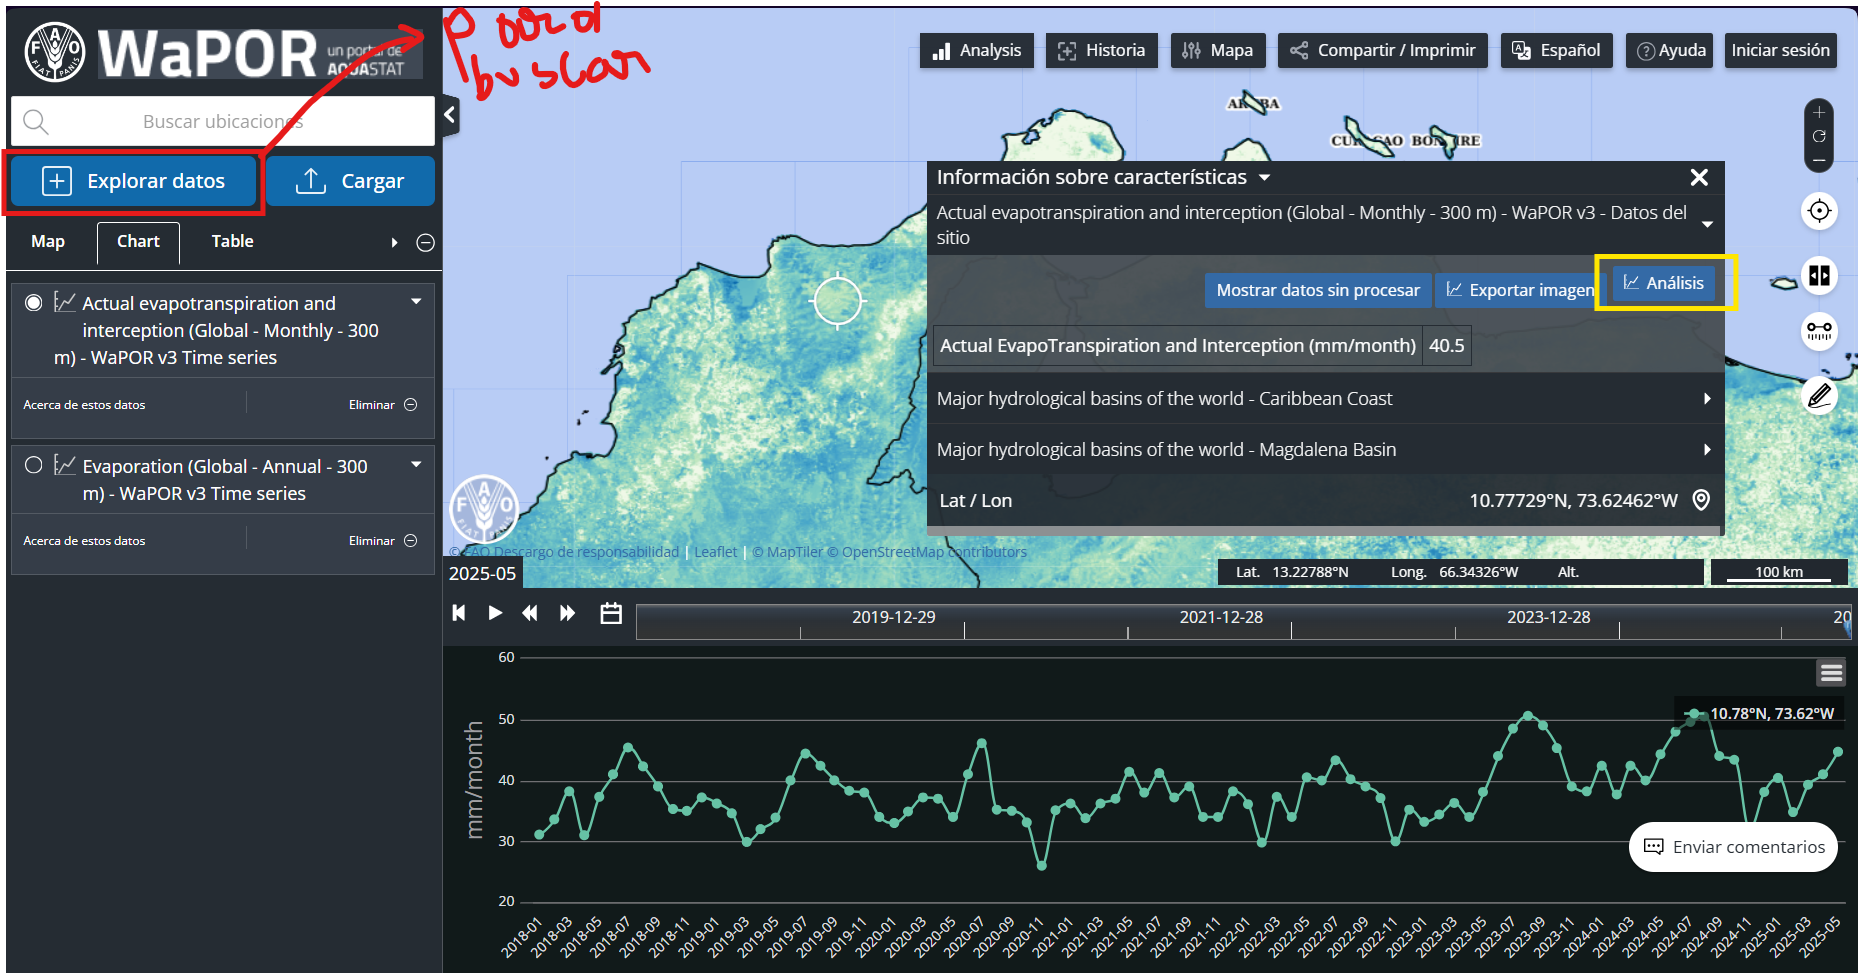 FAO
FIAT PANIS
WaPOR un portal de AQUASTAT
buscar
Analysis
Historia
Mapa
Compartir / Imprimir
Español
Ayuda
Iniciar sesión
Buscar ubicaciones
Explorar datos
Cargar
Map
Chart
Table
Actual evapotranspiration and
interception (Global - Monthly - 300
m) - WaPOR v3 Time series
Acerca de estos datos
Eliminar
Evaporation (Global - Annual - 300
m) - WaPOR v3 Time series
Acerca de estos datos
Eliminar
Información sobre características
Actual evapotranspiration and interception (Global - Monthly - 300 m) - WaPOR v3 - Datos del
sitio
Mostrar datos sin procesar
Exportar imagen
Análisis
Actual EvapoTranspiration and Interception (mm/month) 40.5
Major hydrological basins of the world - Caribbean Coast
Major hydrological basins of the world - Magdalena Basin
Lat / Lon 10.77729°N, 73.62462°W
FAO
© FAO Descargo de responsabilidad | Leaflet | © MapTiler © OpenStreetMap contributors
2025-05
Lat. 13.22788°N Long. 66.34326°W Alt.
100 km
2019-12-29 2021-12-28 2023-12-28 20
10.78°N, 73.62°W
mm/month
60
50
40
30
20
Enviar comentarios
2018-01 2018-03 2018-05 2018-07 2018-09 2018-11 2019-01 2019-03 2019-05 2019-07 2019-09 2019-11 2020-01 2020-03 2020-05 2020-07 2020-09 2020-11 2021-01 2021-03 2021-05 2021-07 2021-09 2021-11 2022-01 2022-03 2022-05 2022-07 2022-09 2022-11 2023-01 2023-03 2023-05 2023-07 2023-09 2023-11 2024-01 2024-03 2024-05 2024-07 2024-09 2024-11 2025-01 2025-03 2025-05